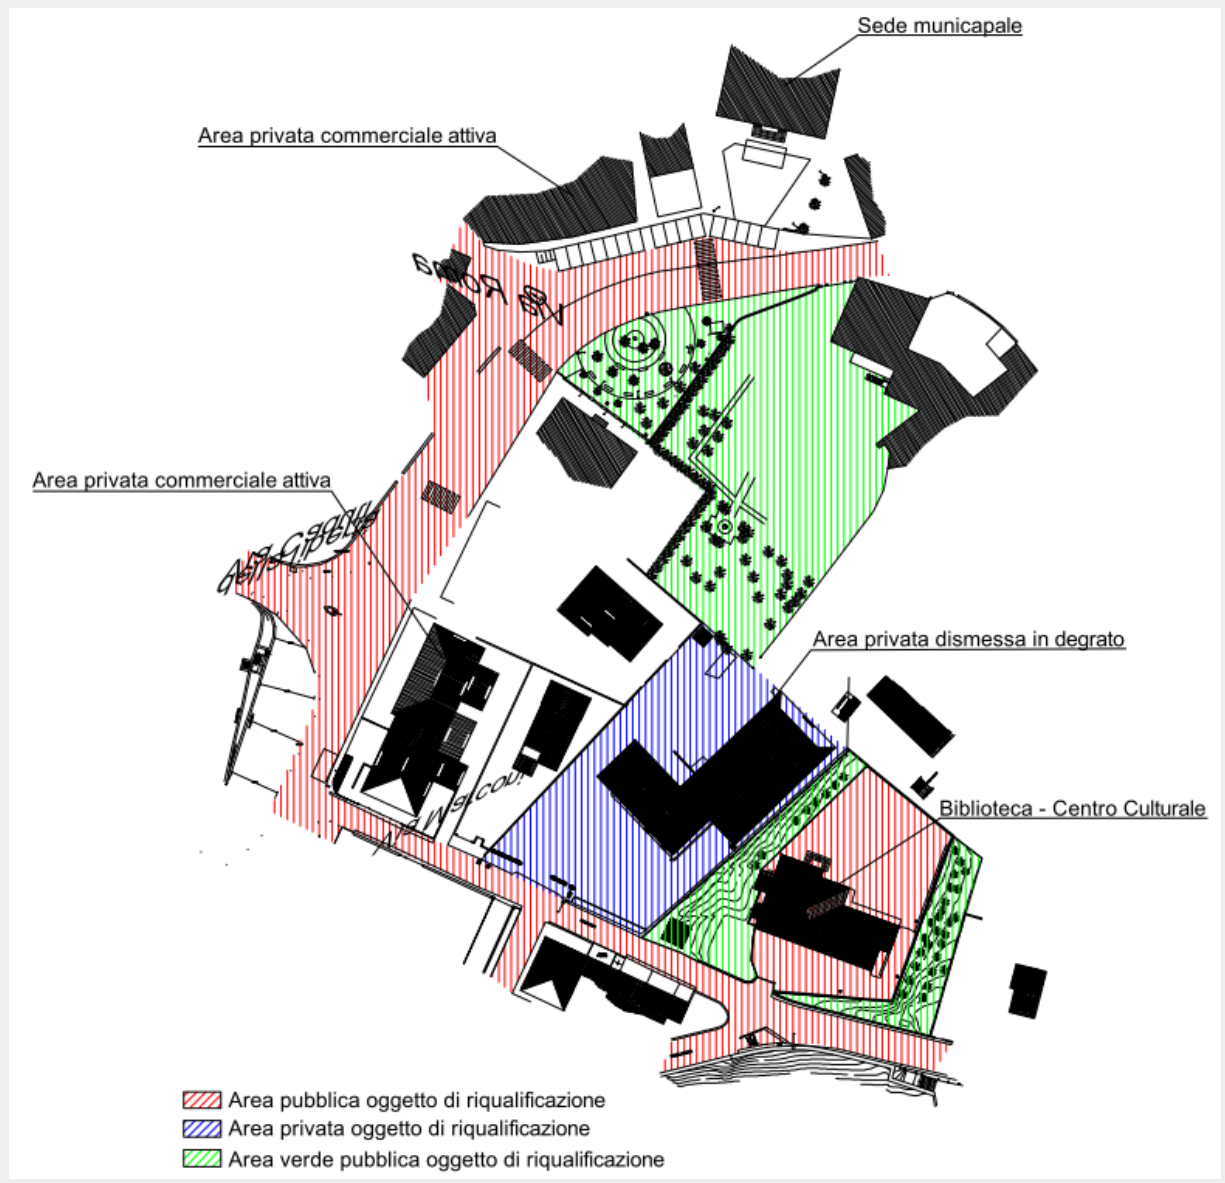 Sede municapale
Area privata commerciale attiva
Via Roma
Area privata commerciale attiva
Area privata dismessa in degrato
Biblioteca - Centro Culturale
Area pubblica oggetto di riqualificazione
Area privata oggetto di riqualificazione
Area verde pubblica oggetto di riqualificazione